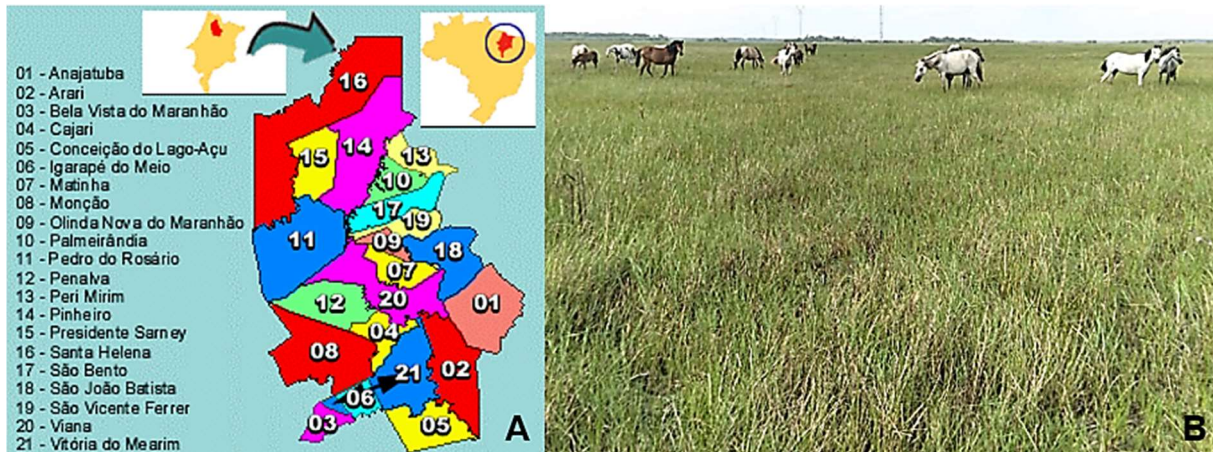 01 - Anajatuba
02 - Arari
03 - Bela Vista do Maranhão
04 - Cajari
05 - Conceição do Lago-Açu
06 - Igarapé do Meio
07 - Matinha
08 - Monção
09 - Olinda Nova do Maranhão
10 - Palmeirândia
11 - Pedro do Rosário
12 - Penalva
13 - Peri Mirim
14 - Pinheiro
15 - Presidente Sarney
16 - Santa Helena
17 - São Bento
18 - São João Batista
19 - São Vicente Ferrer
20 - Viana
21 - Vitória do Mearim
16
14
15
13
10
17
19
11
09
18
07
01
12
20
04
08
02
21
06
03
05
A
B